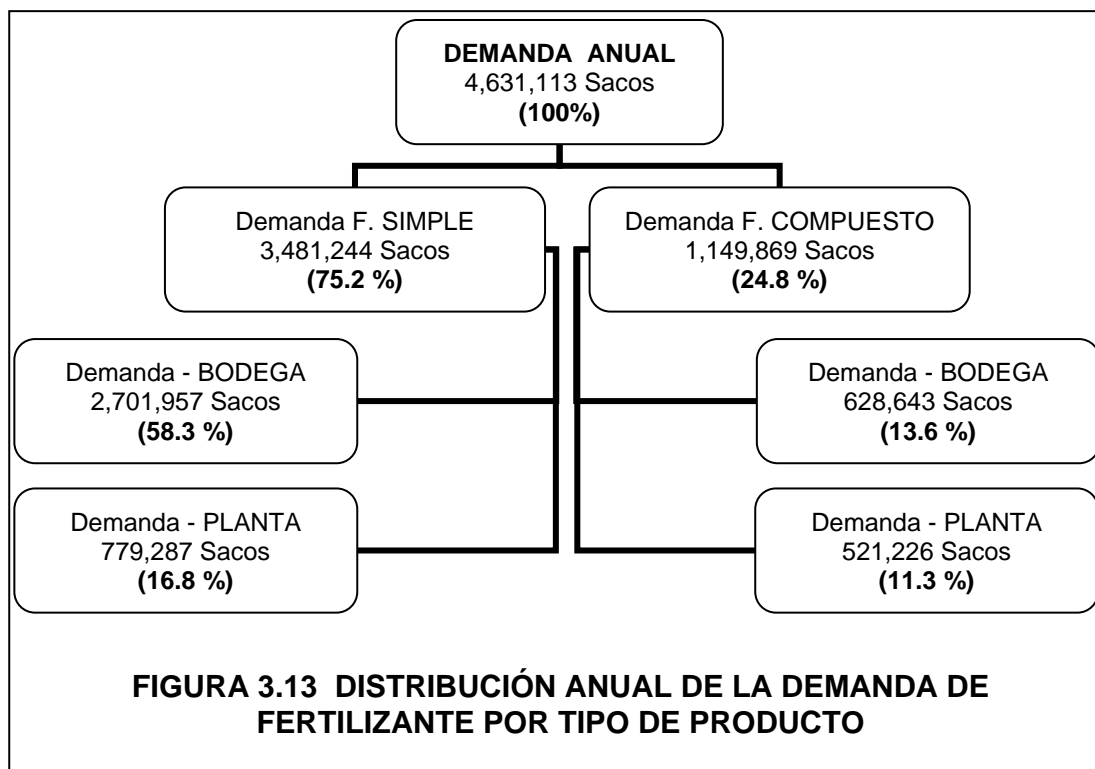 DEMANDA ANUAL
4,631,113 Sacos
(100%)
Demanda F. SIMPLE
3,481,244 Sacos
(75.2 %)
Demanda F. COMPUESTO
1,149,869 Sacos
(24.8 %)
Demanda - BODEGA
2,701,957 Sacos
(58.3 %)
Demanda - BODEGA
628,643 Sacos
(13.6 %)
Demanda - PLANTA
779,287 Sacos
(16.8 %)
Demanda - PLANTA
521,226 Sacos
(11.3 %)
FIGURA 3.13 DISTRIBUCIÓN ANUAL DE LA DEMANDA DE
FERTILIZANTE POR TIPO DE PRODUCTO